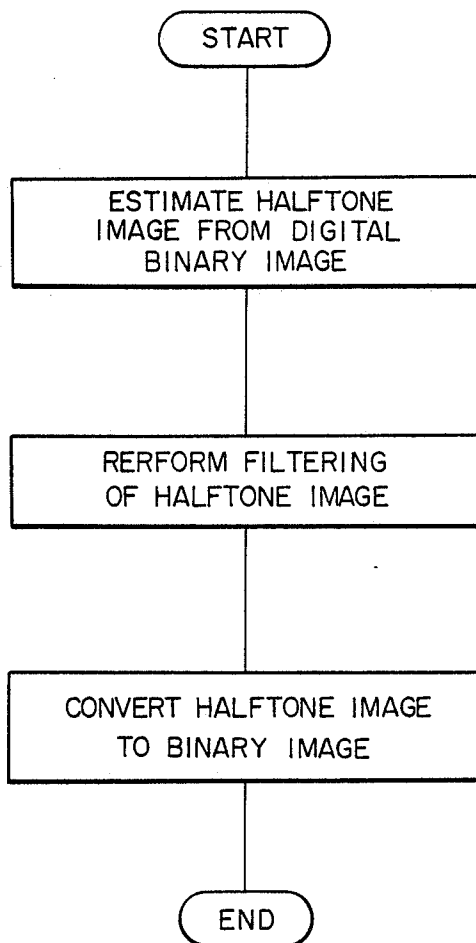 START
ESTIMATE HALFTONE
IMAGE FROM DIGITAL
BINARY IMAGE
RERFORM FILTERING
OF HALFTONE IMAGE
CONVERT HALFTONE IMAGE
TO BINARY IMAGE
END